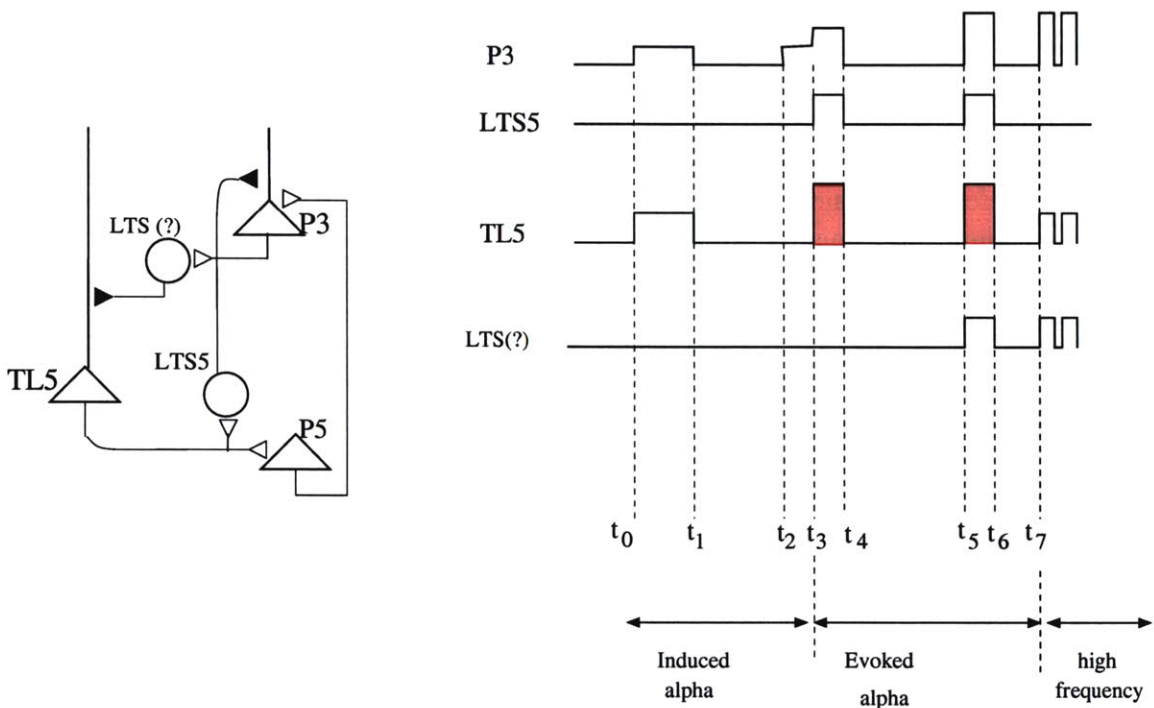 LTS (?)
P3
LTS5
TL5
P5
P3
LTS5
TL5
LTS(?)
t0 t1 t2 t3 t4 t5 t6 t7
Induced
alpha
Evoked
alpha
high
frequency